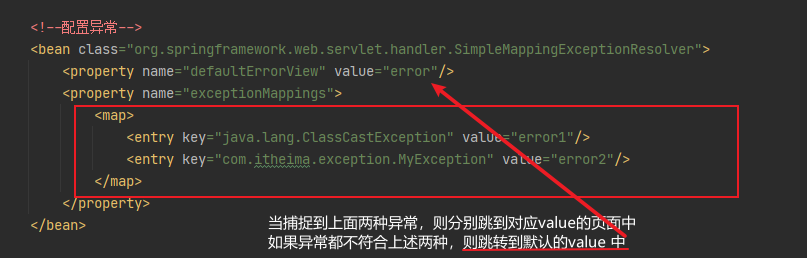 <!--配置异常-->
<bean class="org.springframework.web.servlet.handler.SimpleMappingExceptionResolver">
<property name="defaultErrorView" value="error"/>
<property name="exceptionMappings">
<map>
<entry key="java.lang.ClassCastException" value="error1"/>
<entry key="com.itheima.exception.MyException" value="error2"/>
</map>
</property>
</bean>
当捕捉到上面两种异常，则分别跳到对应value的页面中
如果异常都不符合上述两种，则跳转到默认的value 中